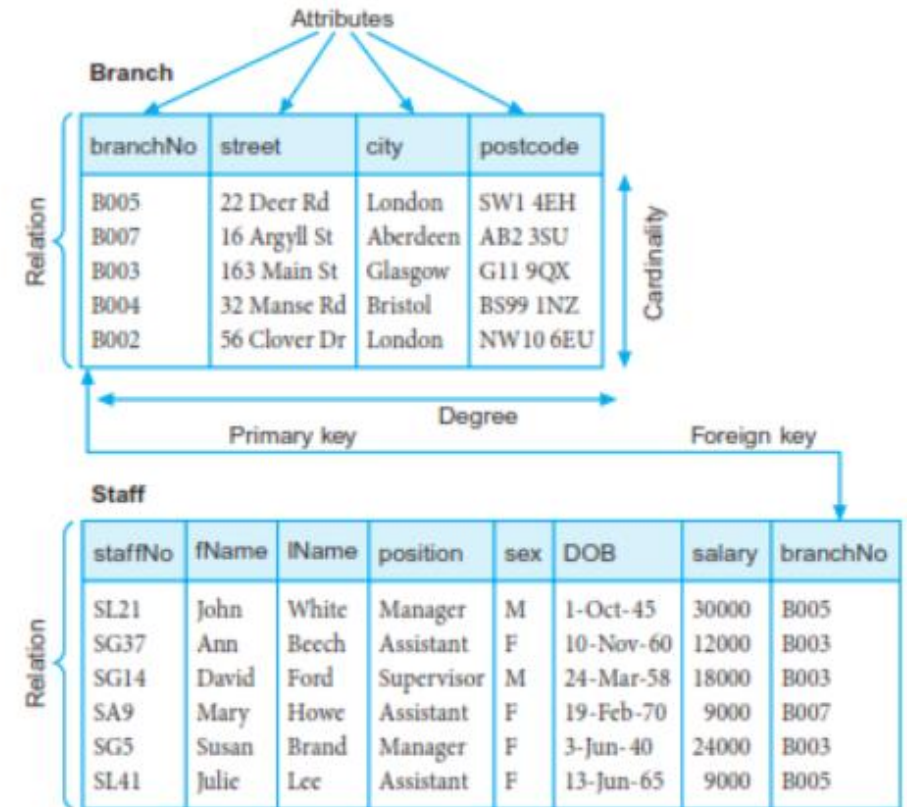 Attributes
Branch
branchNo street city postcode
B005 22 Deer Rd London SW1 4EH
B007 16 Argyll St Aberdeen AB2 3SU
B003 163 Main St Glasgow G11 9QX
B004 32 Manse Rd Bristol BS99 1NZ
B002 56 Clover Dr London NW10 6EU
Relation
Cardinality
Degree
Primary key Foreign key
Staff
staffNo fName lName position sex DOB salary branchNo
SL21 John White Manager M 1-Oct-45 30000 B005
SG37 Ann Beech Assistant F 10-Nov-60 12000 B003
SG14 David Ford Supervisor M 24-Mar-58 18000 B003
SA9 Mary Howe Assistant F 19-Feb-70 9000 B007
SG5 Susan Brand Manager F 3-Jun-40 24000 B003
SL41 Julie Lee Assistant F 13-Jun-65 9000 B005
Relation